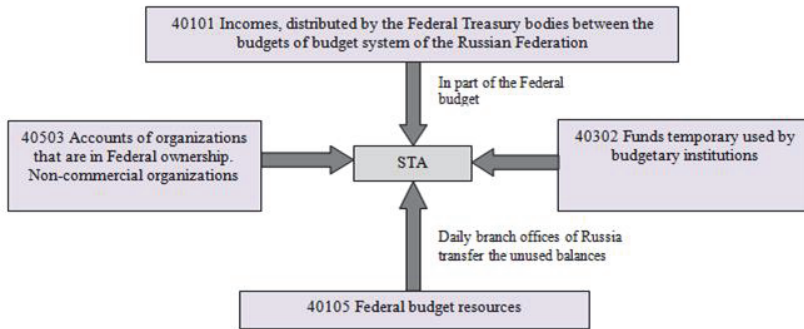 40101 Incomes, distributed by the Federal Treasury bodies between the
budgets of budget system of the Russian Federation
In part of the Federal
budget
40503 Accounts of organizations
that are in Federal ownership.
Non-commercial organizations
STA
40302 Funds temporary used by
budgetary institutions
Daily branch offices of Russia
transfer the unused balances
40105 Federal budget resources